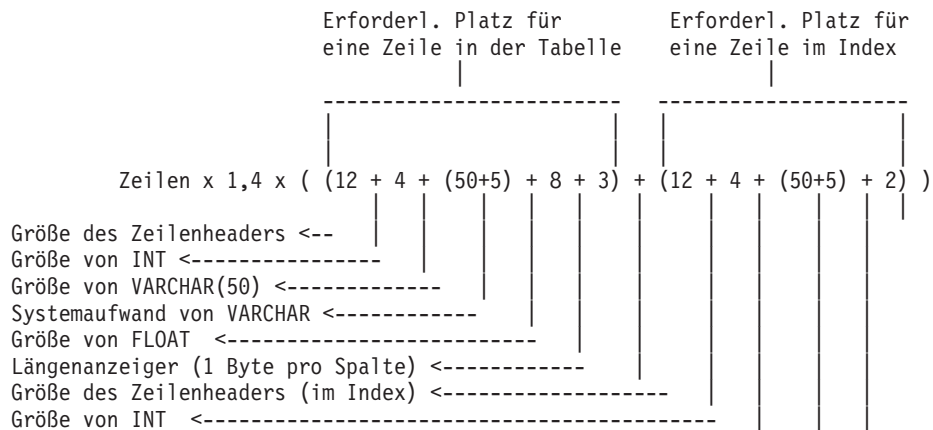 Erforderl. Platz für Erforderl. Platz für
eine Zeile in der Tabelle eine Zeile im Index
Zeilen x 1,4 x ( (12 + 4 + (50+5) + 8 + 3) + (12 + 4 + (50+5) + 2) )
Größe des Zeilenheaders <--
Größe von INT <----------------
Größe von VARCHAR(50) <-------------
Systemaufwand von VARCHAR <------------
Größe von FLOAT <--------------------------
Längenanzeiger (1 Byte pro Spalte) <------------
Größe des Zeilenheaders (im Index) <-------------------
Größe von INT <-------------------------------------------